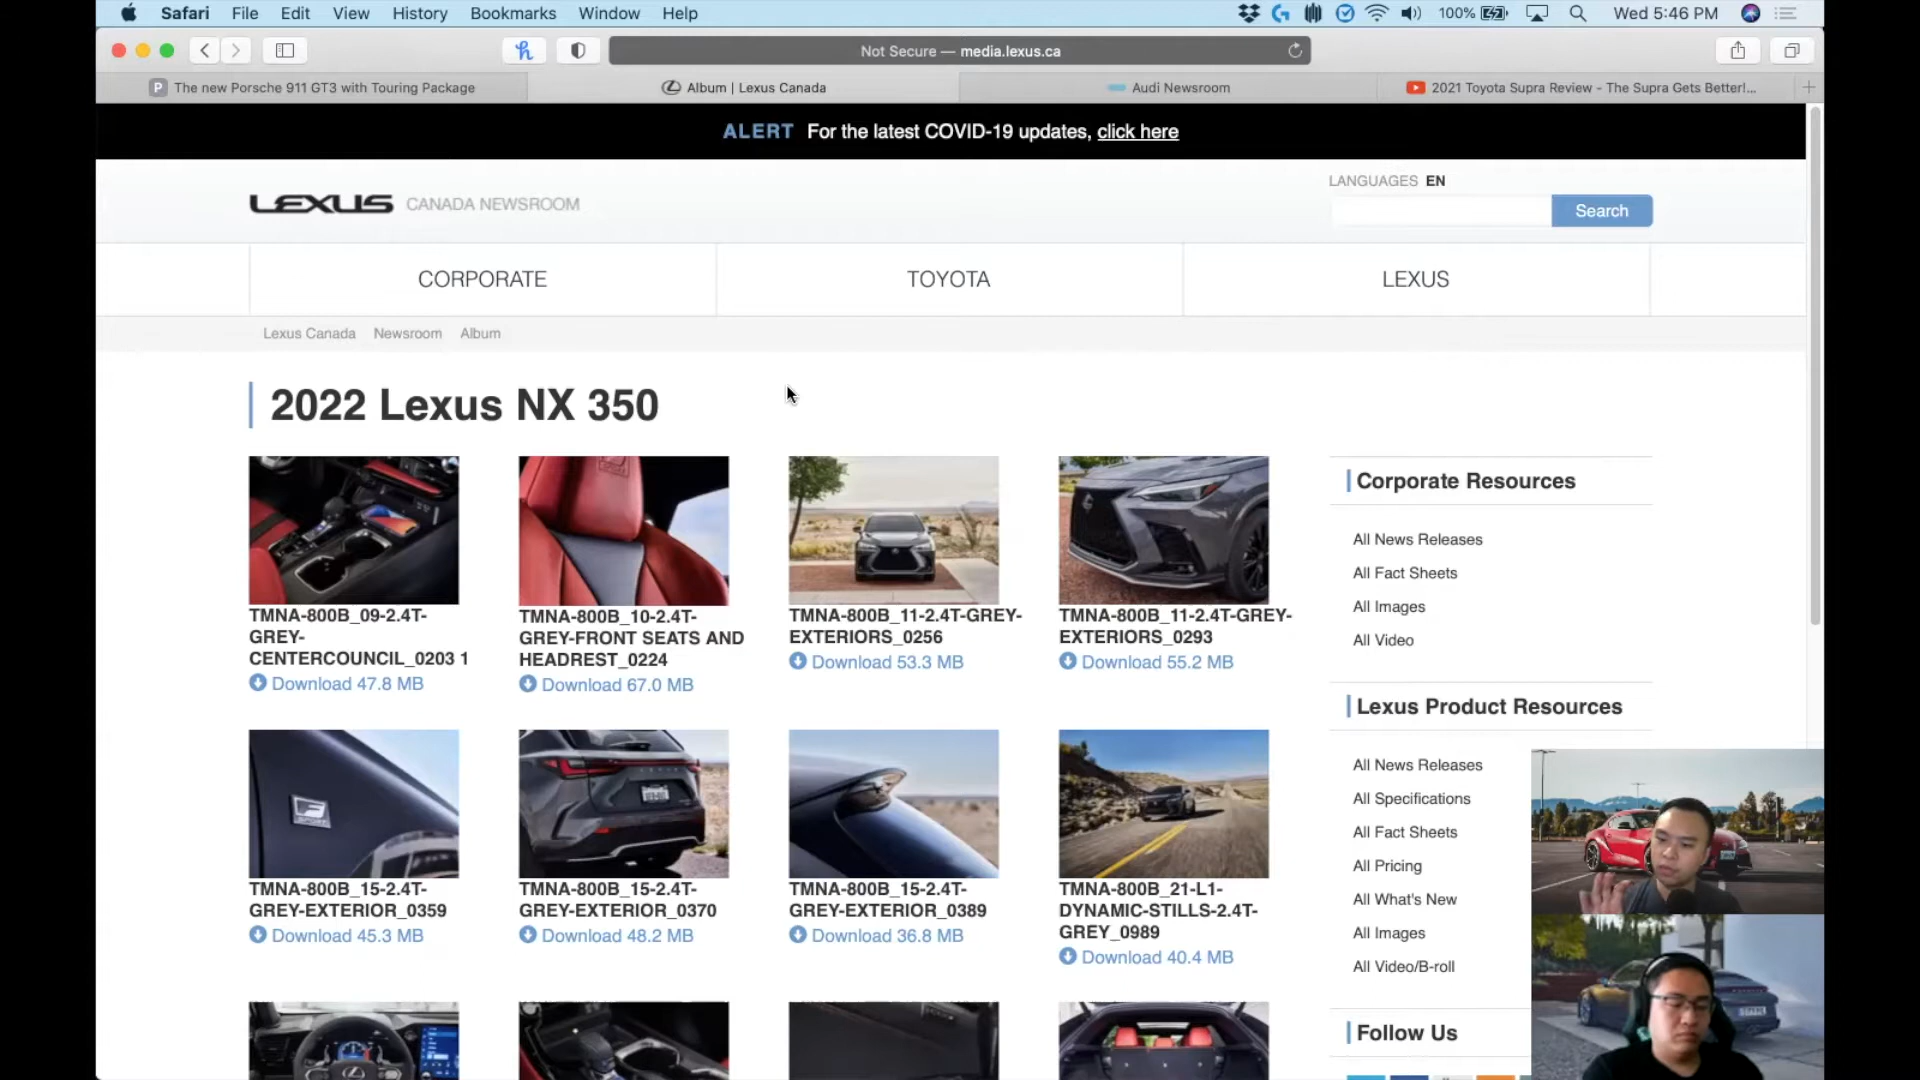 Safari File Edit View History Bookmarks Window Help 100% Wed 5:46 PM
Not Secure — media.lexus.ca
The new Porsche 911 GT3 with Touring Package
Album | Lexus Canada
Audi Newsroom
2021 Toyota Supra Review - The Supra Gets Better!...
ALERT For the latest COVID-19 updates, click here
LEXUS CANADA NEWSROOM
LANGUAGES EN
Search
CORPORATE
TOYOTA
LEXUS
Lexus Canada Newsroom Album
2022 Lexus NX 350
TMNA-800B_09-2.4T-
GREY-
CENTERCOUNCIL_0203 1
Download 47.8 MB
TMNA-800B_10-2.4T-
GREY-FRONT SEATS AND
HEADREST_0224
Download 67.0 MB
TMNA-800B_11-2.4T-GREY-
EXTERIORS_0256
Download 53.3 MB
TMNA-800B_11-2.4T-GREY-
EXTERIORS_0293
Download 55.2 MB
TMNA-800B_15-2.4T-
GREY-EXTERIOR_0359
Download 45.3 MB
TMNA-800B_15-2.4T-
GREY-EXTERIOR_0370
Download 48.2 MB
TMNA-800B_15-2.4T-
GREY-EXTERIOR_0389
Download 36.8 MB
TMNA-800B_21-L1-
DYNAMIC-STILLS-2.4T-
GREY_0989
Download 40.4 MB
Corporate Resources
All News Releases
All Fact Sheets
All Images
All Video
Lexus Product Resources
All News Releases
All Specifications
All Fact Sheets
All Pricing
All What's New
All Images
All Video/B-roll
Follow Us